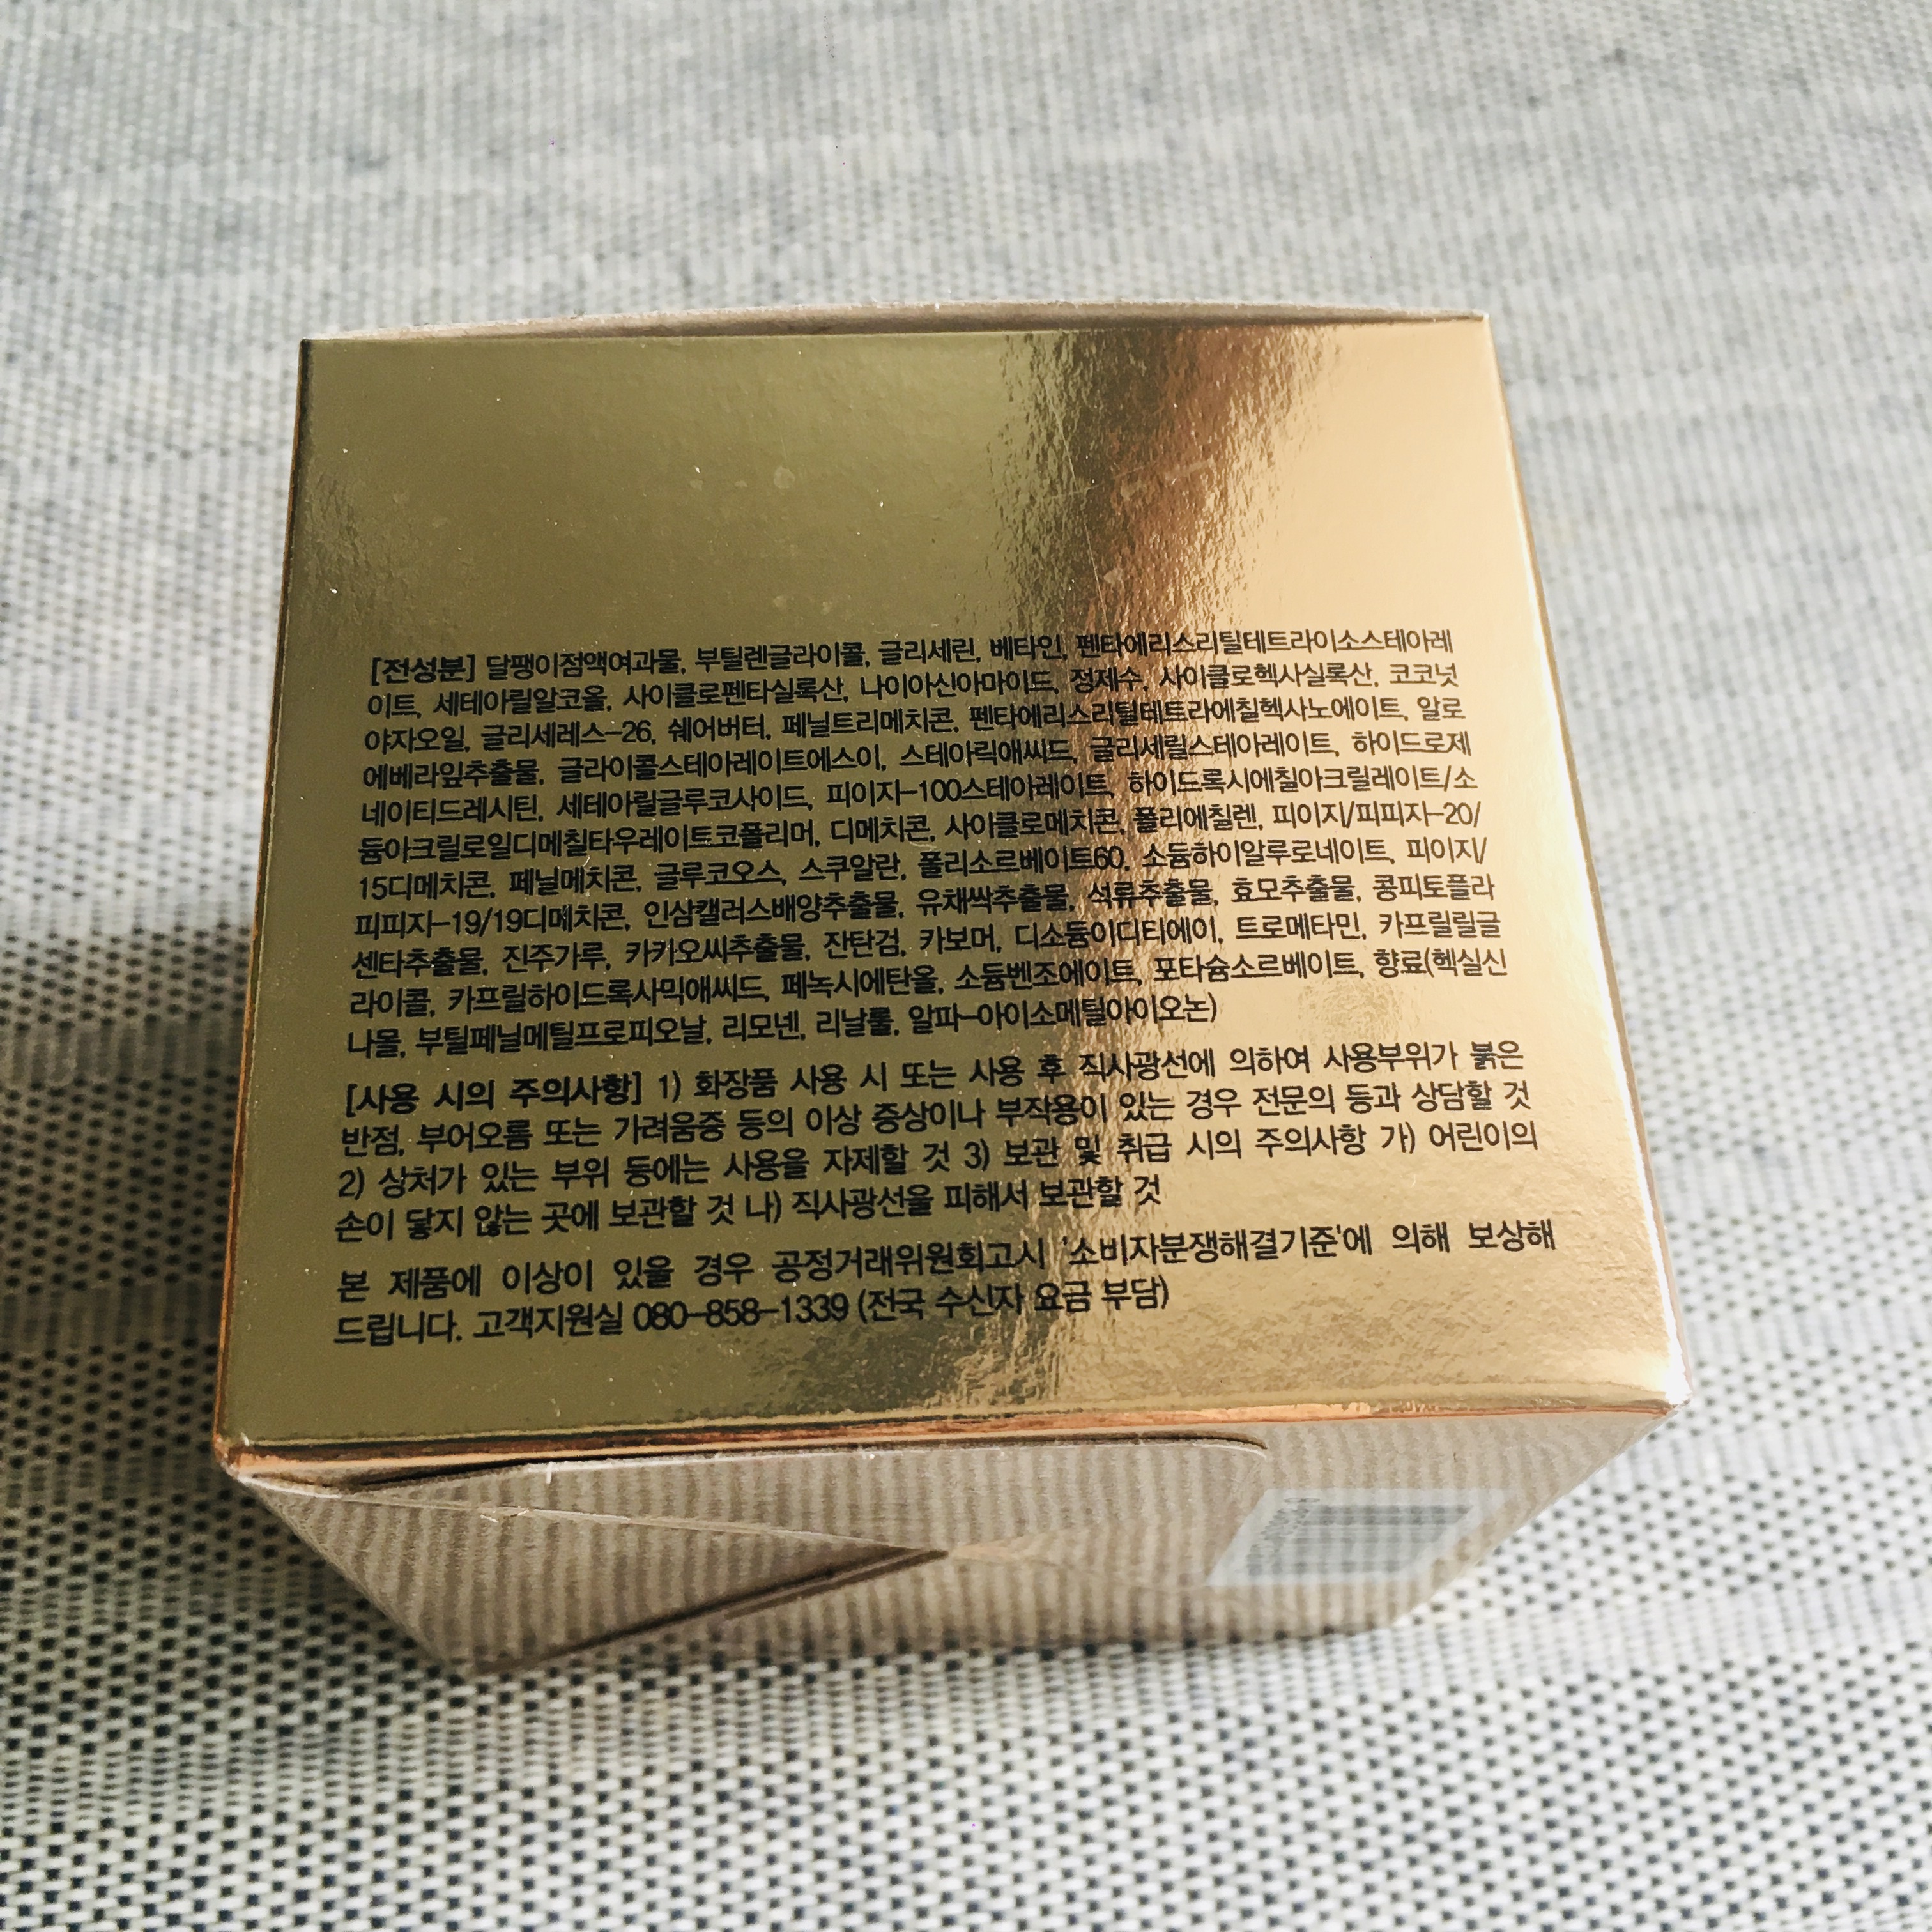 [전성분] 달팽이점액여과물, 부틸렌글라이콜, 글리세린, 베타인, 펜타에리스리틸테트라이소스테아레
이트, 세테아릴알코올, 사이클로펜타실록산, 나이아신아마이드, 정제수, 사이클로헥사실록산, 코코넛
야자오일, 글리세레스-26, 쉐어버터, 페닐트리메치콘, 펜타에리스리틸테트라에칠헥사노에이트, 알로
에베라잎추출물, 글라이콜스테아레이트에스이, 스테아릭애씨드, 글리세릴스테아레이트, 하이드로제
네이티드레시틴, 세테아릴글루코사이드, 피이지-100스테아레이트, 하이드록시에칠아크릴레이트/소
듐아크릴로일디메칠타우레이트코폴리머, 디메치콘, 사이클로메치콘, 폴리에칠렌, 피이지/피피지-20/
15디메치콘, 페닐메치콘, 글루코오스, 스쿠알란, 폴리소르베이트60, 소듐하이알루로네이트, 피이지/
피피지-19/19디메치콘, 인삼캘러스배양추출물, 유채싹추출물, 석류추출물, 효모추출물, 콩피토플라
센타추출물, 진주가루, 카카오씨추출물, 잔탄검, 카보머, 디소듐이디티에이, 트로메타민, 카프릴릴글
라이콜, 카프릴하이드록사믹애씨드, 페녹시에탄올, 소듐벤조에이트, 포타슘소르베이트, 향료(헥실신
나몰, 부틸페닐메틸프로피오날, 리모넨, 리날룰, 알파-아이소메틸아이오논)
[사용 시의 주의사항] 1) 화장품 사용 시 또는 사용 후 직사광선에 의하여 사용부위가 붉은
반점, 부어오름 또는 가려움증 등의 이상 증상이나 부작용이 있는 경우 전문의 등과 상담할 것
2) 상처가 있는 부위 등에는 사용을 자제할 것 3) 보관 및 취급 시의 주의사항 가) 어린이의
손이 닿지 않는 곳에 보관할 것 나) 직사광선을 피해서 보관할 것
본 제품에 이상이 있을 경우 공정거래위원회고시 '소비자분쟁해결기준'에 의해 보상해
드립니다. 고객지원실 080-858-1339 (전국 수신자 요금 부담)